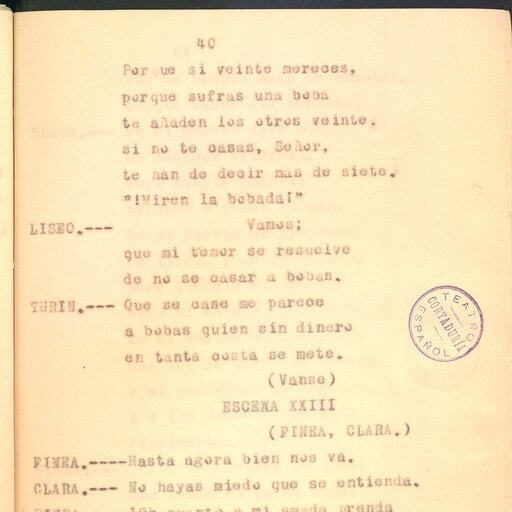 40
Porque si veinte mereces,
porque sufras una boba
te añaden los otros veinte.
si no te casas, Señor,
te han de decir mas de siete.
"!Miren la bobada!"
LISEO.--- Vamos;
que mi temor se resuelve
de no se casar a bobas.
TURIN.--- Que se case me parece
a bobas quien sin dinero
en tanta costa se mete.
(Vanse)
ESCENA XXIII
(FINEA, CLARA.)
FINEA.----Hasta agora bien nos va.
CLARA.--- No hayas miedo que se entienda.
mi amada prenda
TEATRO ESPAÑOL
CONTADURÍA